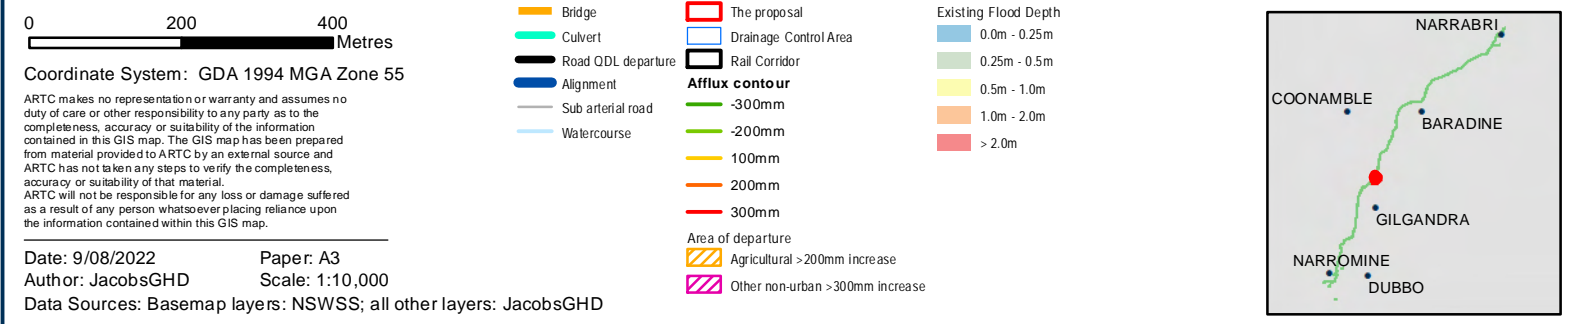 0 200 400
Metres
Coordinate System: GDA 1994 MGA Zone 55
ARTC makes no representation or warranty and assumes no
duty of care or other responsibility to any party as to the
completeness, accuracy or suitability of the information
contained in this GIS map. The GIS map has been prepared
from material provided to ARTC by an external source and
ARTC has not taken any steps to verify the completeness,
accuracy or suitability of that material.
ARTC will not be responsible for any loss or damage suffered
as a result of any person whatsoever placing reliance upon
the information contained within this GIS map.
Date: 9/08/2022 Paper: A3
Author: JacobsGHD Scale: 1:10,000
Data Sources: Basemap layers: NSWSS; all other layers: JacobsGHD
Bridge
Culvert
Road QDL departure
Alignment
Sub arterial road
Watercourse
The proposal
Drainage Control Area
Rail Corridor
Afflux contour
-300mm
-200mm
100mm
200mm
300mm
Area of departure
Agricultural >200mm increase
Other non-urban >300mm increase
Existing Flood Depth
0.0m - 0.25m
0.25m - 0.5m
0.5m - 1.0m
1.0m - 2.0m
> 2.0m
NARRABRI
COONAMBLE
BARADINE
GILGANDRA
NARROMINE
DUBBO